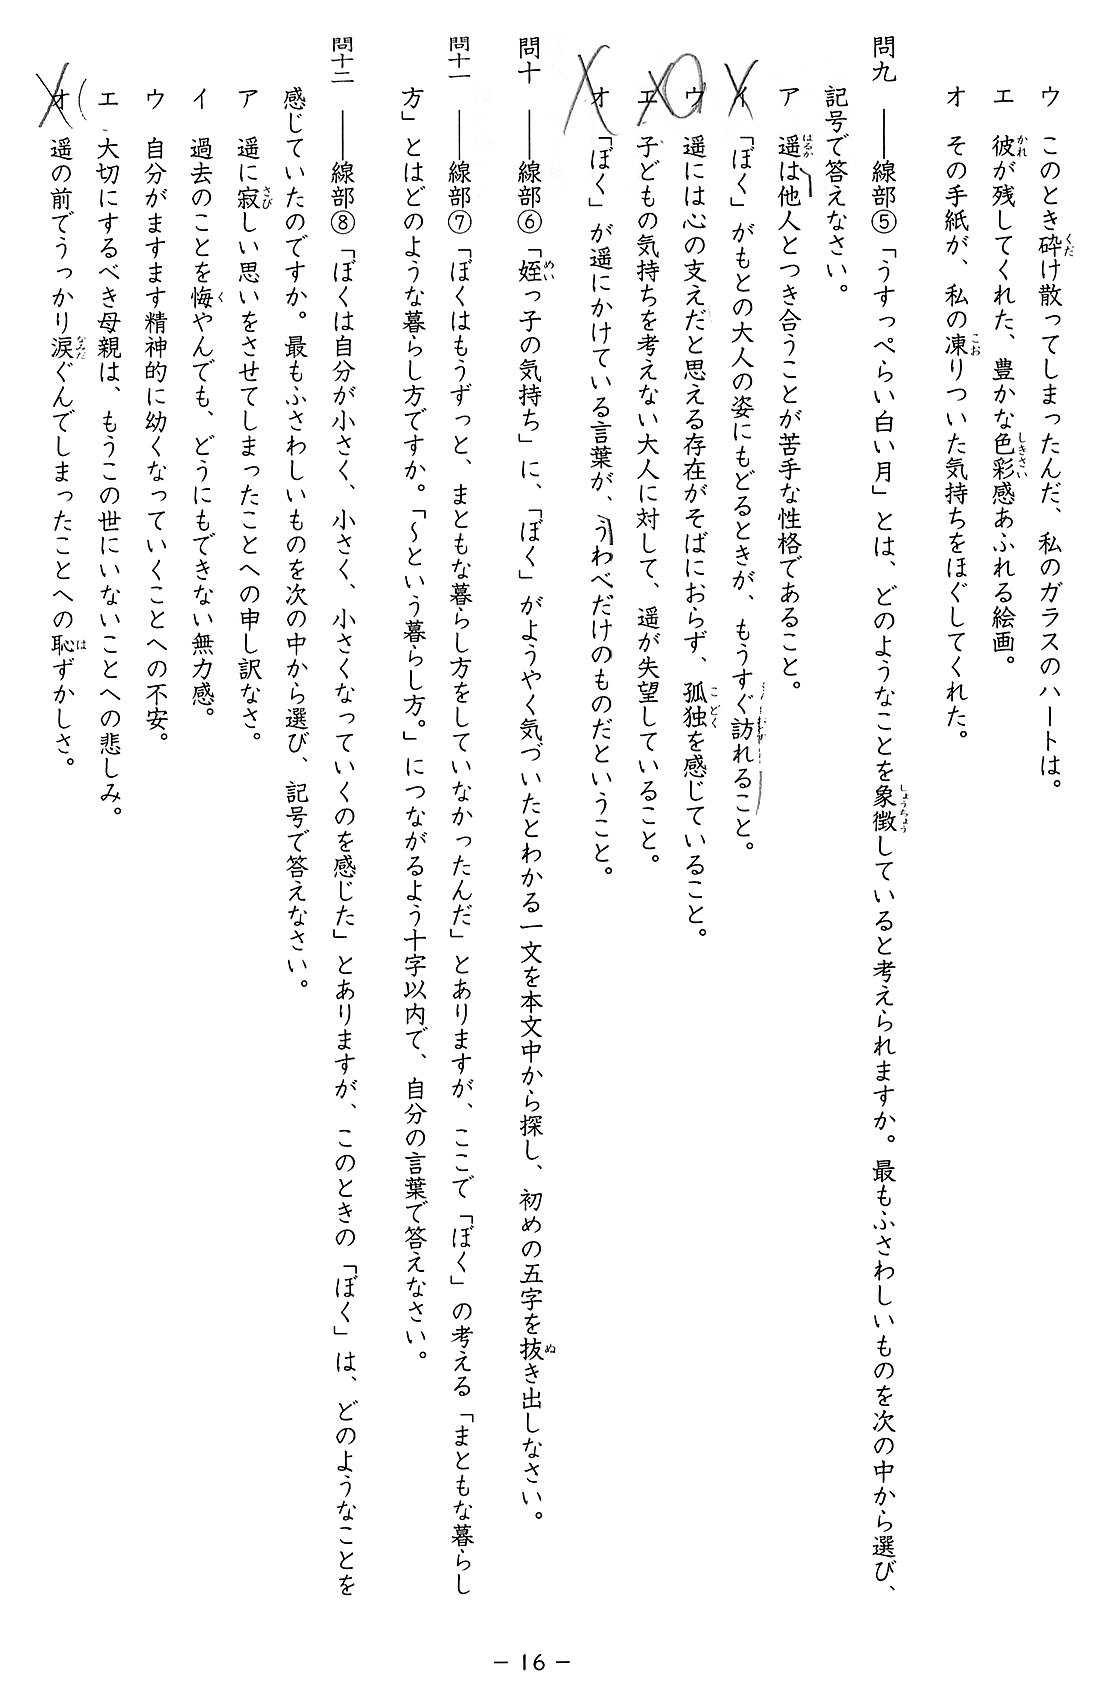 ウ　このとき砕け散ってしまったんだ、私のガラスのハートは。
エ　彼が残してくれた、豊かな色彩感あふれる絵画。
オ　その手紙が、私の凍りついた気持ちをほぐしてくれた。
問九　――線部⑤「うすっぺらい白い月」とは、どのようなことを象徴していると考えられますか。最もふさわしいものを次の中から選び、
記号で答えなさい。
ア　遥は他人とつき合うことが苦手な性格であること。
イ　「ぼく」がもとの大人の姿にもどるときが、もうすぐ訪れること。
ウ　遥には心の支えだと思える存在がそばにおらず、孤独を感じていること。
エ　子どもの気持ちを考えない大人に対して、遥が失望していること。
オ　「ぼく」が遥にかけている言葉が、うわべだけのものだということ。
問十　――線部⑥「姪っ子の気持ち」に、「ぼく」がようやく気づいたとわかる一文を本文中から探し、初めの五字を抜き出しなさい。
問十一　――線部⑦「ぼくはもうずっと、まともな暮らし方をしていなかったんだ」とありますが、ここで「ぼく」の考える「まともな暮らし
方」とはどのような暮らし方ですか。「～という暮らし方。」につながるよう十字以内で、自分の言葉で答えなさい。
問十二　――線部⑧「ぼくは自分が小さく、小さく、小さくなっていくのを感じた」とありますが、このときの「ぼく」は、どのようなことを
感じていたのですか。最もふさわしいものを次の中から選び、記号で答えなさい。
ア　遥に寂しい思いをさせてしまったことへの申し訳なさ。
イ　過去のことを悔やんでも、どうにもできない無力感。
ウ　自分がますます精神的に幼くなっていくことへの不安。
エ　大切にするべき母親は、もうこの世にいないことへの悲しみ。
オ　遥の前でうっかり涙ぐんでしまったことへの恥ずかしさ。
－ 16 －